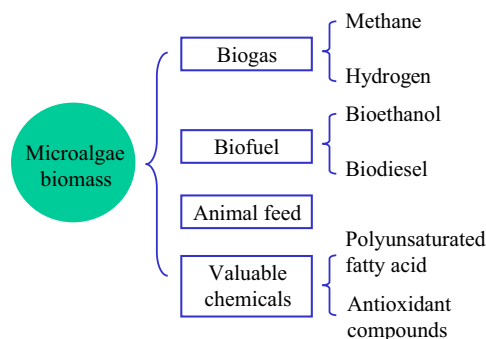 Microalgae
biomass
Biogas
Methane
Hydrogen
Biofuel
Bioethanol
Biodiesel
Animal feed
Valuable
chemicals
Polyunsaturated
fatty acid
Antioxidant
compounds